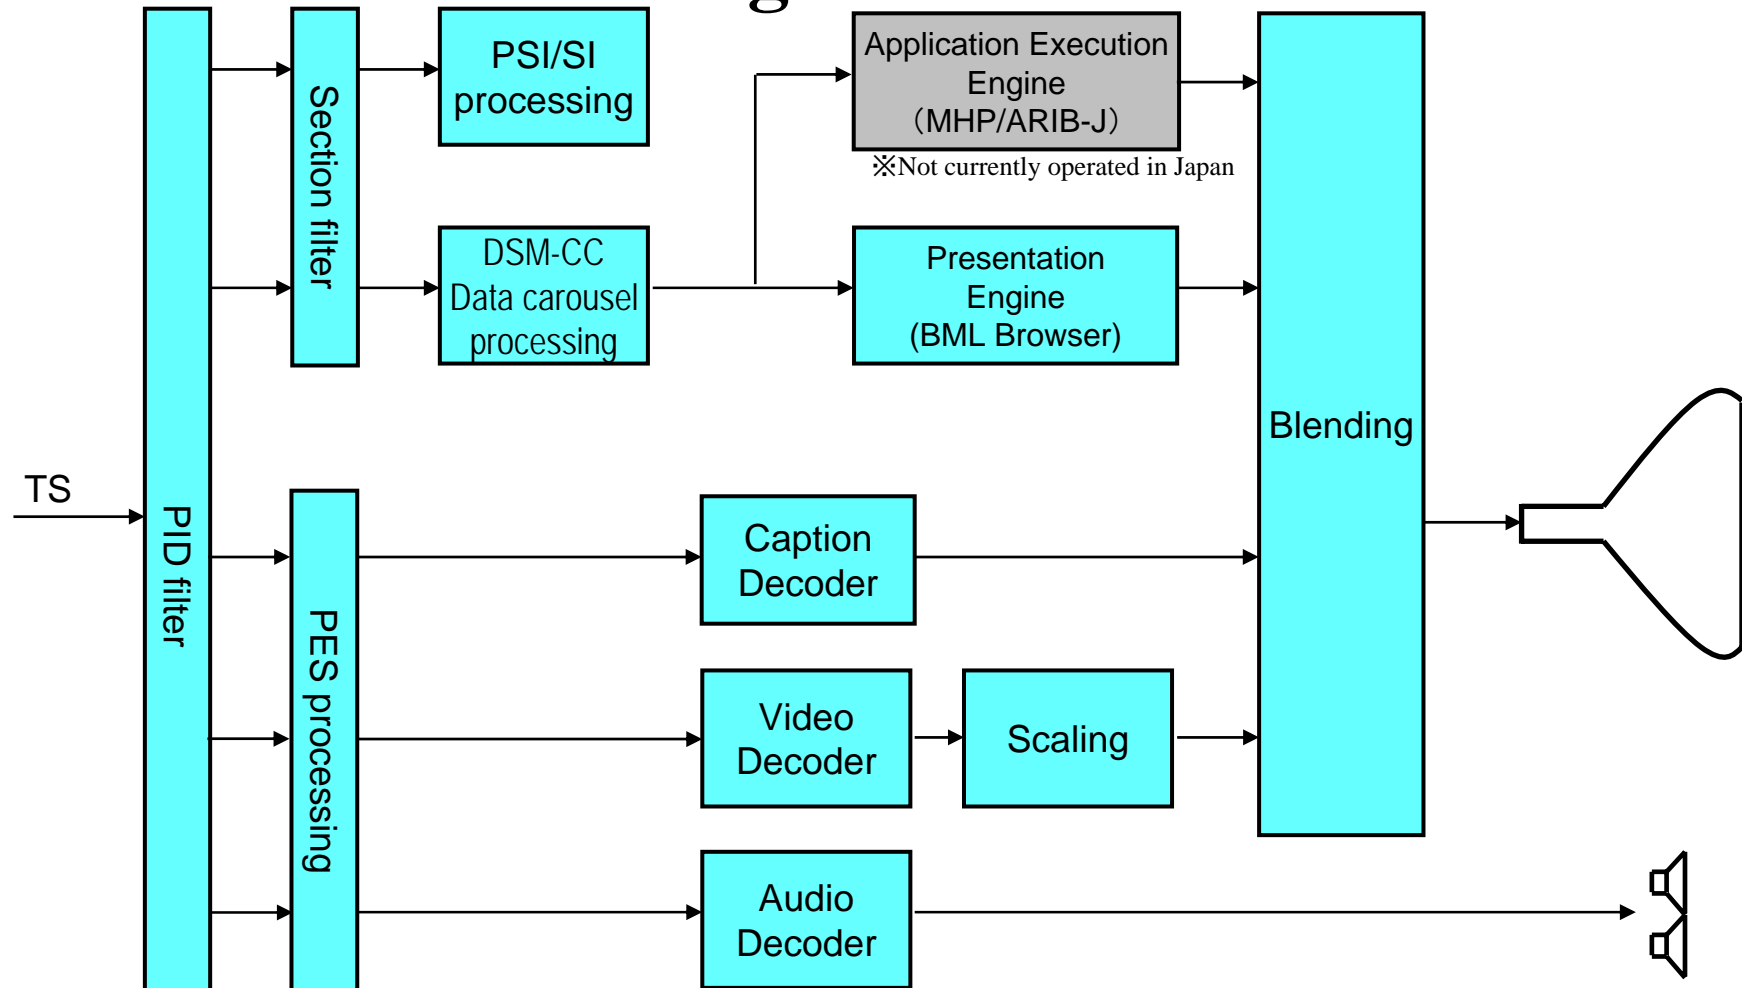 PSI/SI
processing
Application Execution
Engine
（MHP/ARIB-J）
※Not currently operated in Japan
Section filter
DSM-CC
Data carousel
processing
Presentation
Engine
(BML Browser)
Blending
TS
PID filter
Caption
Decoder
PES processing
Video
Decoder
Scaling
Audio
Decoder